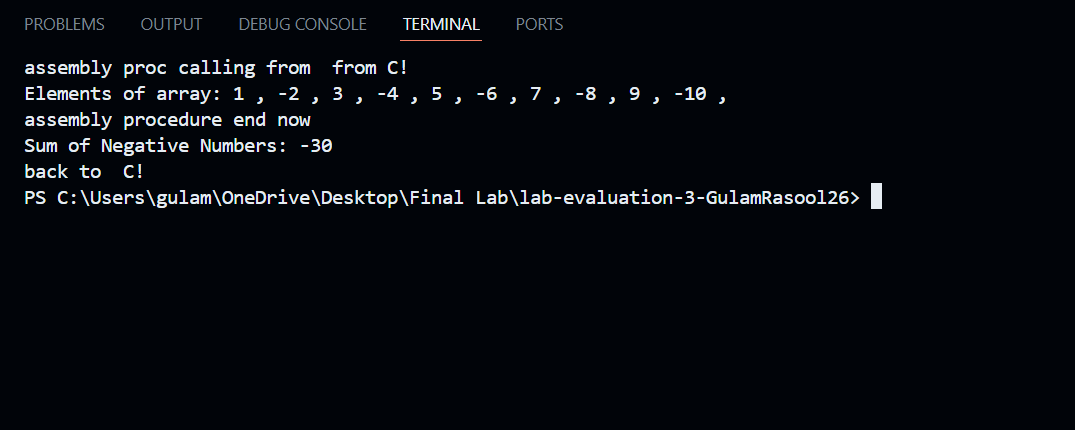 PROBLEMS OUTPUT DEBUG CONSOLE TERMINAL PORTS
assembly proc calling from  from C!
Elements of array: 1 , -2 , 3 , -4 , 5 , -6 , 7 , -8 , 9 , -10 ,
assembly procedure end now
Sum of Negative Numbers: -30
back to  C!
PS C:\Users\gulam\OneDrive\Desktop\Final Lab\lab-evaluation-3-GulamRasool26>